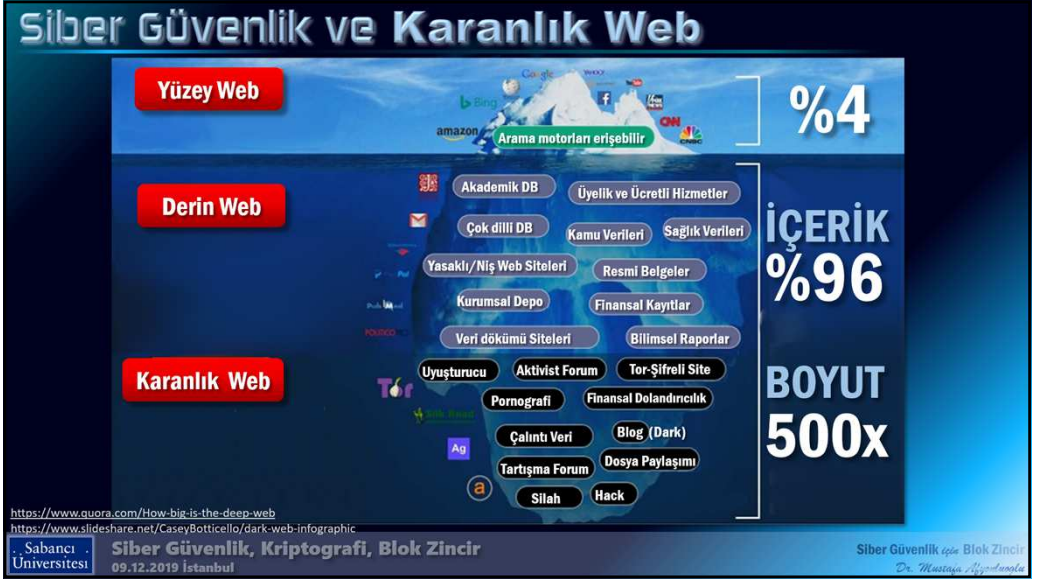 Siber Güvenlik ve Karanlık Web
Yüzey Web
Google
YAHOO!
Bing
amazon
CNN
CNBC
Arama motorları erişebilir
%4
Derin Web
Akademik DB
Üyelik ve Ücretli Hizmetler
Çok dilli DB
Kamu Verileri
Sağlık Verileri
Yasaklı/Niş Web Siteleri
Resmi Belgeler
Kurumsal Depo
Finansal Kayıtlar
Veri dökümü Siteleri
Bilimsel Raporlar
POLITICO
İÇERİK
%96
Karanlık Web
Uyuşturucu
Aktivist Forum
Tor-Şifreli Site
Tor
Pornografi
Finansal Dolandırıcılık
Silk Road
Çalıntı Veri
Blog (Dark)
Ag
Tartışma Forum
Dosya Paylaşımı
a
Silah
Hack
BOYUT
500x
https://www.quora.com/How-big-is-the-deep-web
https://www.slideshare.net/CaseyBotticello/dark-web-infographic
Sabancı
Üniversitesi
Siber Güvenlik, Kriptografi, Blok Zincir
09.12.2019 İstanbul
Siber Güvenlik için Blok Zincir
Dr. Mustafa